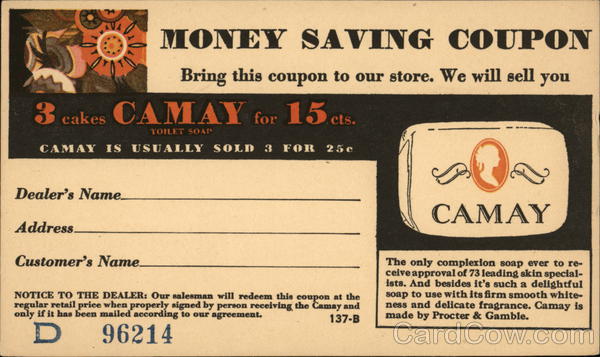 MONEY SAVING COUPON
Bring this coupon to our store. We will sell you
3 cakes CAMAY for 15 cts.
TOILET SOAP
CAMAY IS USUALLY SOLD 3 FOR 25c
Dealer's Name
Address
Customer's Name
NOTICE TO THE DEALER: Our salesman will redeem this coupon at the
regular retail price when properly signed by person receiving the Camay and
only if it has been mailed according to our agreement.
137-B
D 96214
CAMAY
The only complexion soap ever to re-
ceive approval of 73 leading skin special-
ists. And besides it's such a delightful
soap to use with its firm smooth white-
ness and delicate fragrance. Camay is
made by Procter & Gamble.
CardCow.com